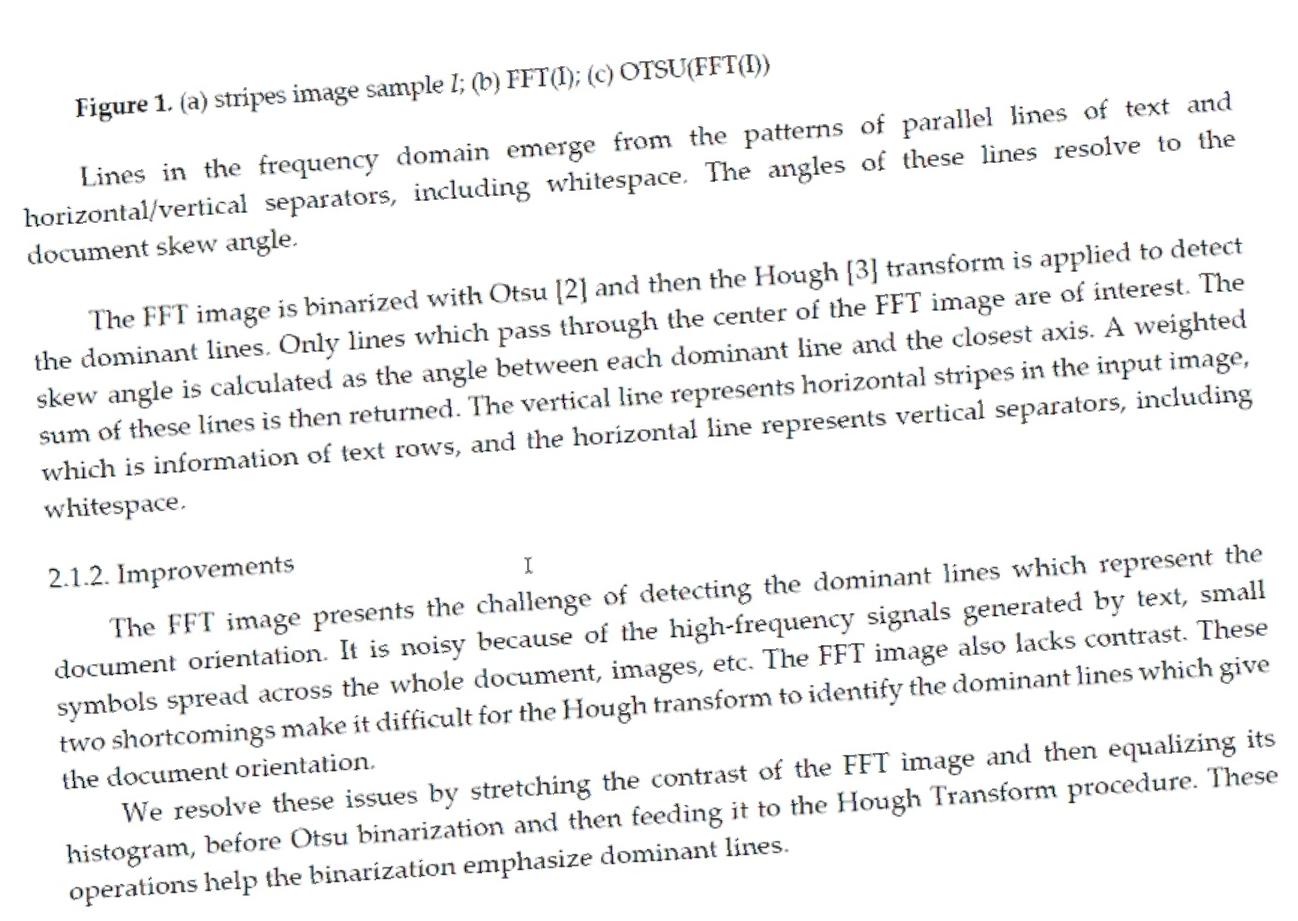 Figure 1. (a) stripes image sample I; (b) FFT(I); (c) OTSU(FFT(I))
Lines in the frequency domain emerge from the patterns of parallel lines of text and
horizontal/vertical separators, including whitespace. The angles of these lines resolve to the
document skew angle.
The FFT image is binarized with Otsu [2] and then the Hough [3] transform is applied to detect
the dominant lines. Only lines which pass through the center of the FFT image are of interest. The
skew angle is calculated as the angle between each dominant line and the closest axis. A weighted
sum of these lines is then returned. The vertical line represents horizontal stripes in the input image,
which is information of text rows, and the horizontal line represents vertical separators, including
whitespace.
2.1.2. Improvements
The FFT image presents the challenge of detecting the dominant lines which represent the
document orientation. It is noisy because of the high-frequency signals generated by text, small
symbols spread across the whole document, images, etc. The FFT image also lacks contrast. These
two shortcomings make it difficult for the Hough transform to identify the dominant lines which give
the document orientation.
We resolve these issues by stretching the contrast of the FFT image and then equalizing its
histogram, before Otsu binarization and then feeding it to the Hough Transform procedure. These
operations help the binarization emphasize dominant lines.